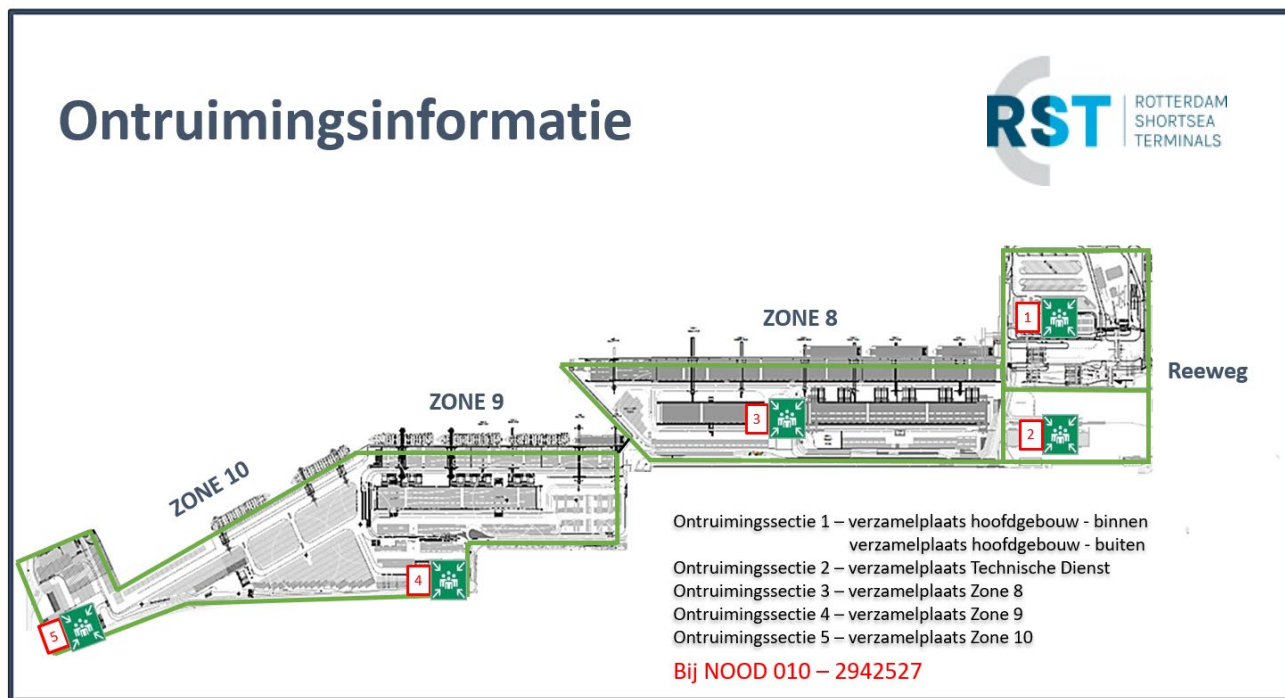 Ontruimingsinformatie
RST
ROTTERDAM
SHORTSEA
TERMINALS
ZONE 8
1
Reeweg
ZONE 9
3
2
ZONE 10
4
5
Ontruimingssectie 1 – verzamelplaats hoofdgebouw - binnen
verzamelplaats hoofdgebouw - buiten
Ontruimingssectie 2 – verzamelplaats Technische Dienst
Ontruimingssectie 3 – verzamelplaats Zone 8
Ontruimingssectie 4 – verzamelplaats Zone 9
Ontruimingssectie 5 – verzamelplaats Zone 10
Bij NOOD 010 – 2942527